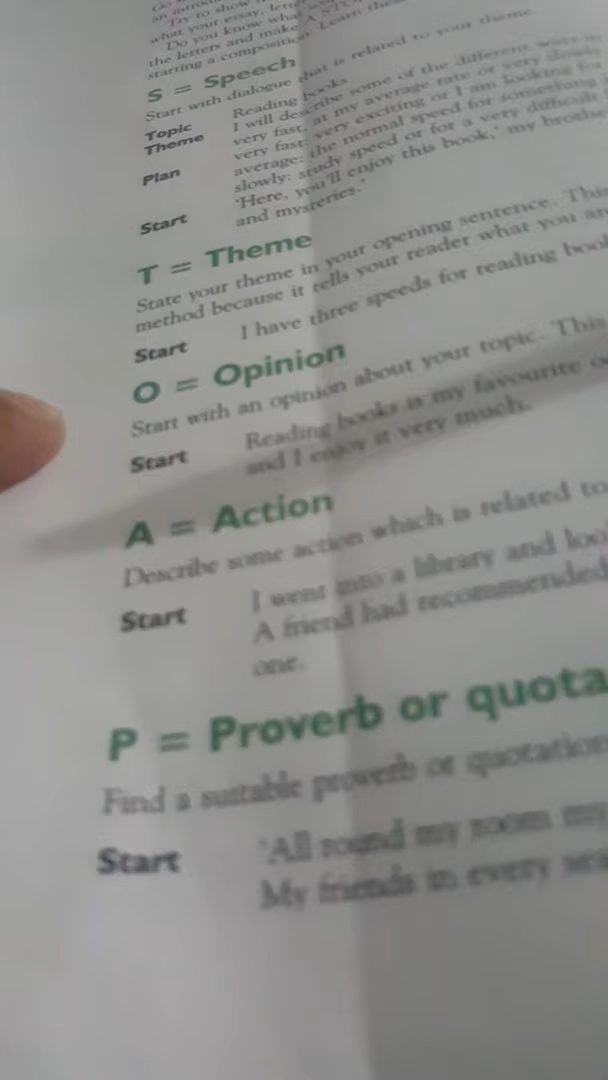 Try to show
what your essay, lette
Do you know what A STO
the letters and make
starting a composition. Learn the
S = Speech
Start with dialogue that is related to your theme
Topic Reading books
Theme I will describe some of the different ways
very fast, at my average rate or very slowly
Plan very fast: very exciting or I am looking for
average: the normal speed for something
slowly: study speed or for a very difficult
Start 'Here, you'll enjoy this book,' my brothe
and mysteries.'
T = Theme
State your theme in your opening sentence. This
method because it tells your reader what you ar
Start I have three speeds for reading book
O = Opinion
Start with an opinion about your topic. This
Start Reading books is my favourite
and I enjoy it very much.
A = Action
Describe some action which is related to
Start I went into a library and loo
A friend had recommended
one.
P = Proverb or quota
Find a suitable proverb or quotation
Start 'All round my room my
My friends in every